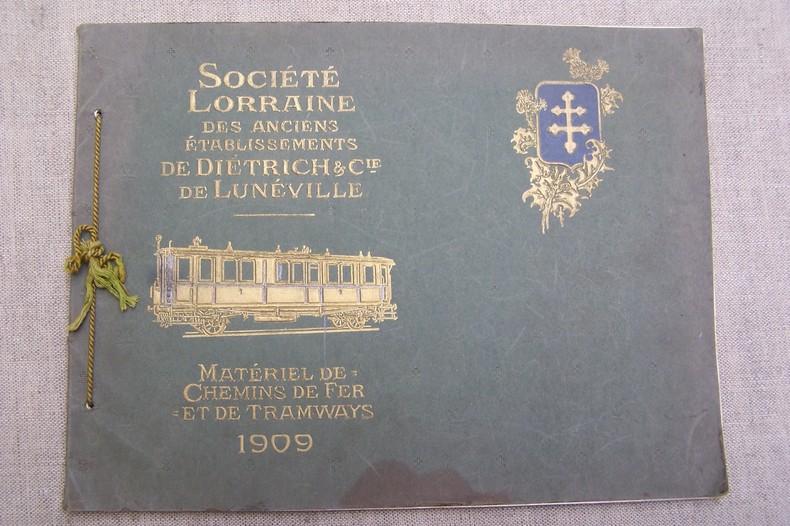 SOCIÉTÉ
LORRAINE
DES ANCIENS
ÉTABLISSEMENTS
DE DIÉTRICH & CIE
DE LUNÉVILLE
MATÉRIEL DE=
CHEMINS DE FER
=ET DE TRAMWAYS
1909